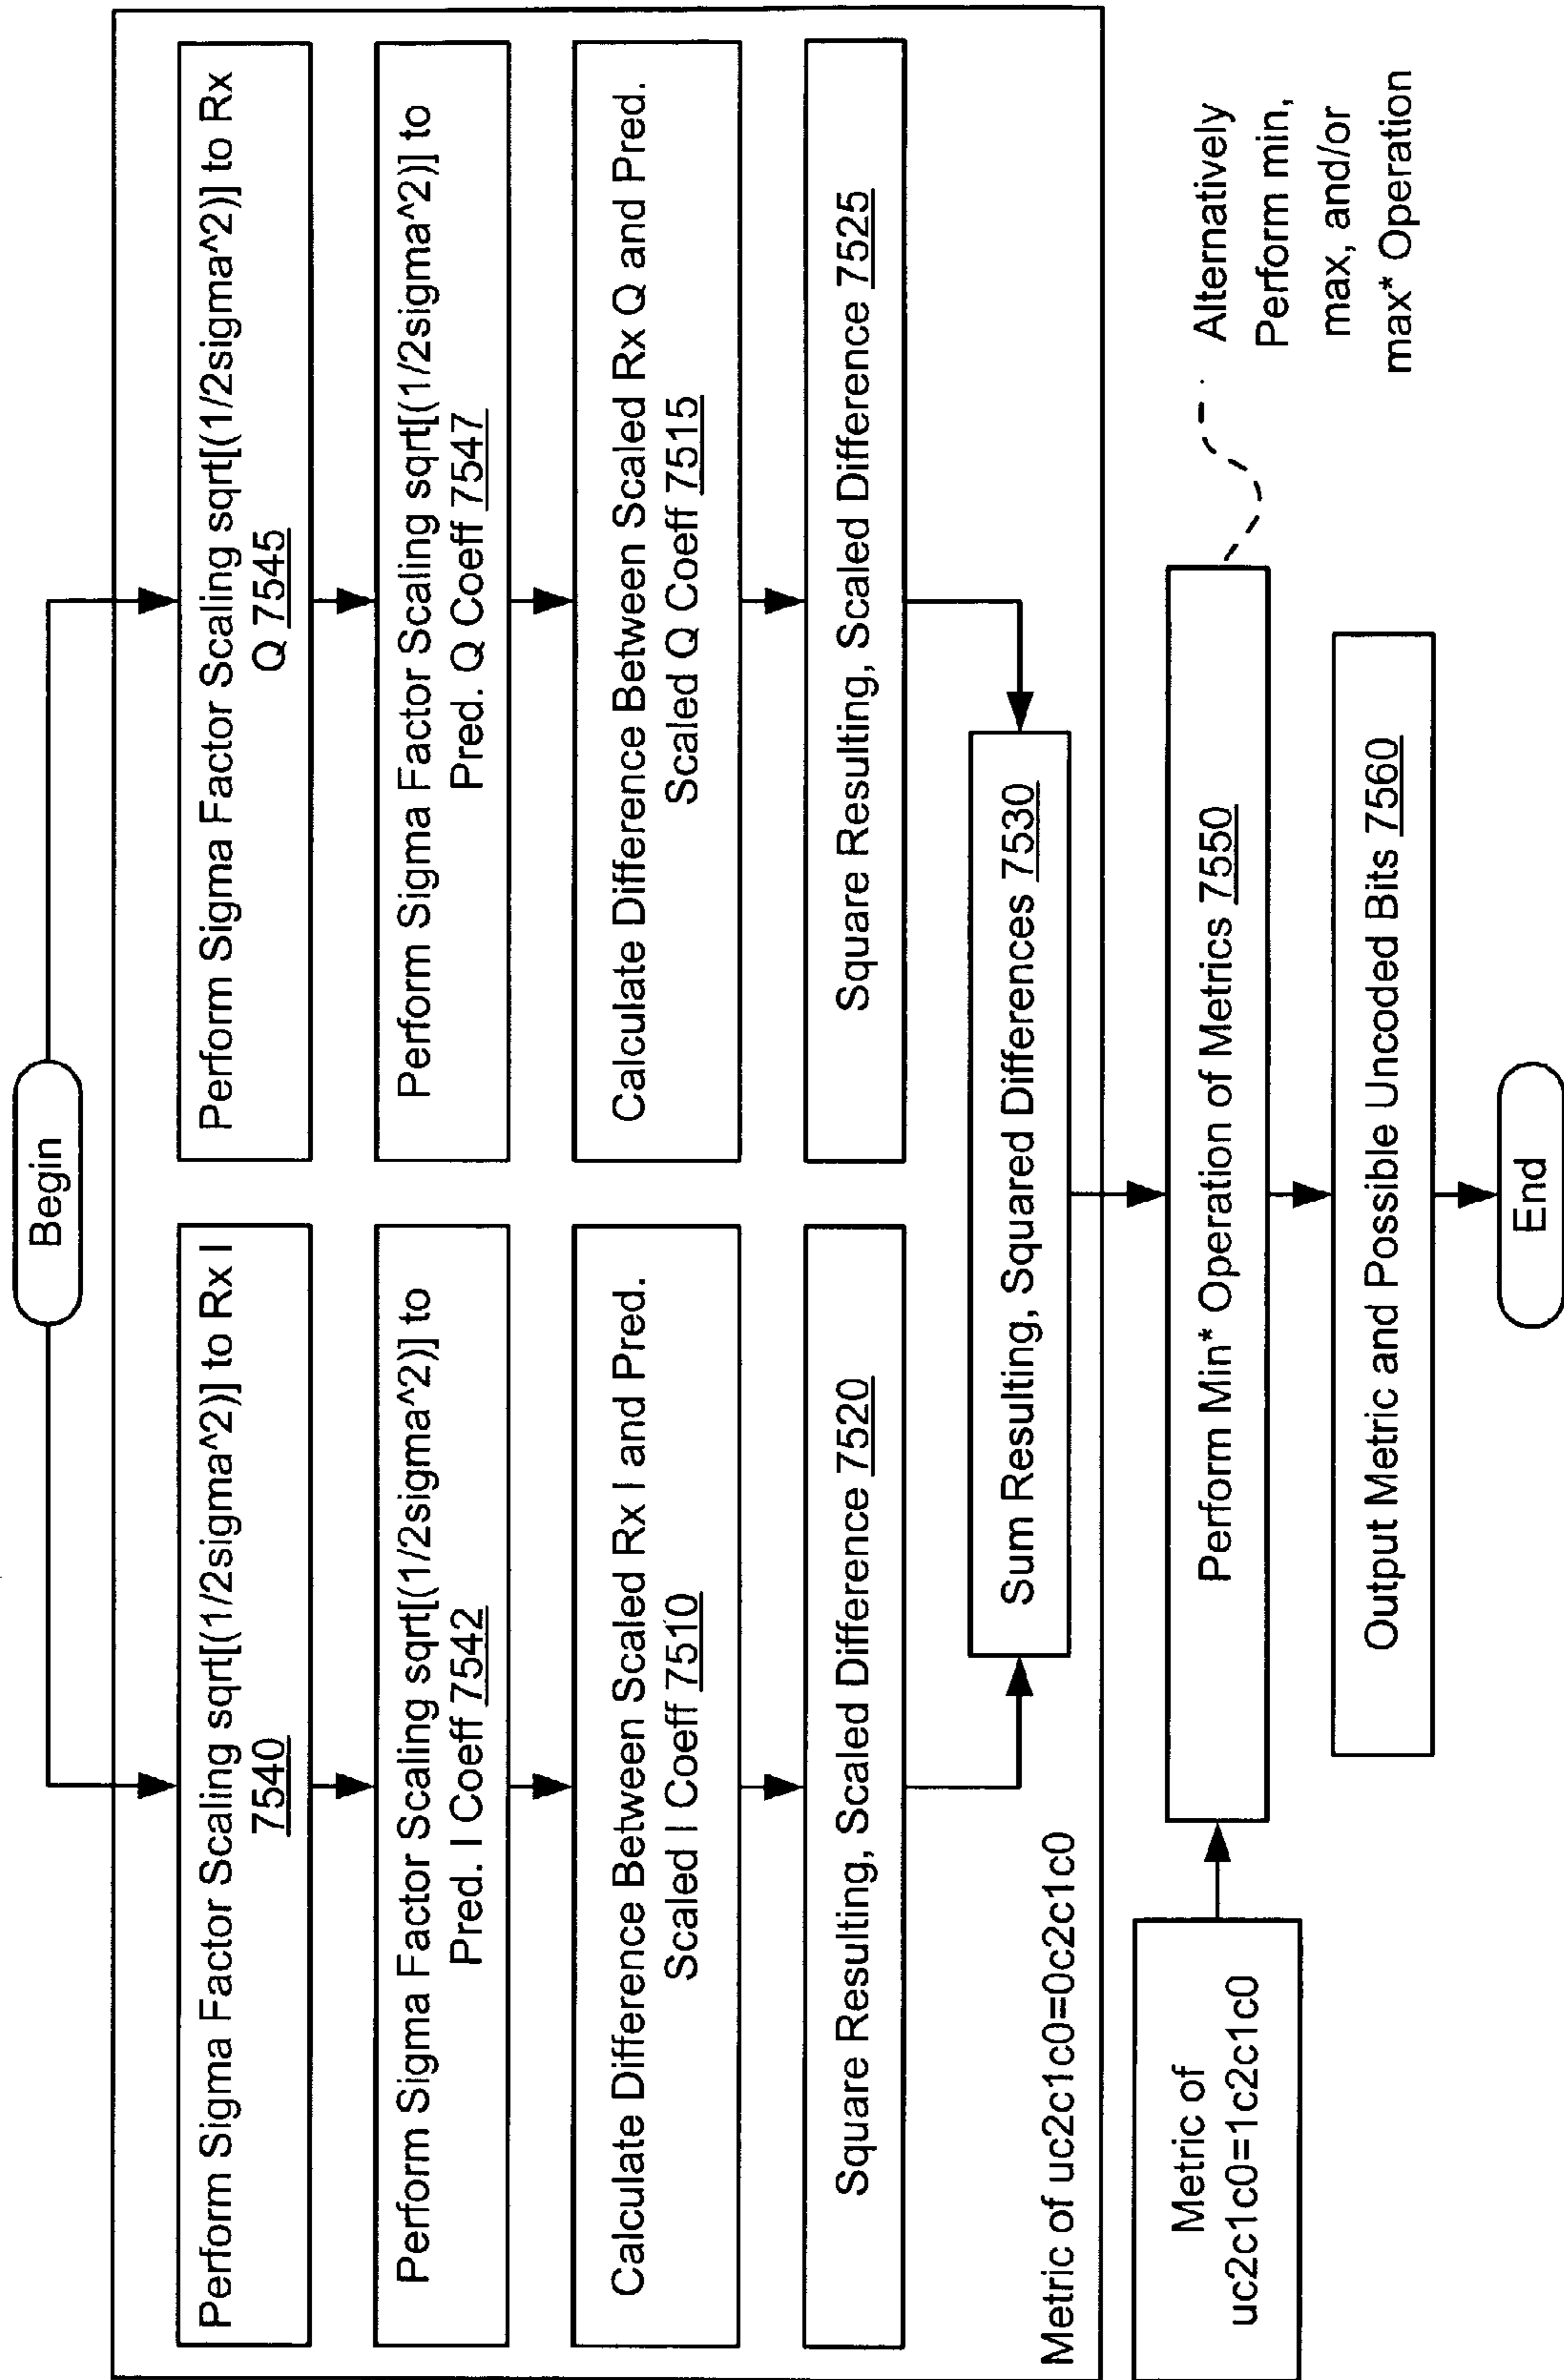 Begin
Perform Sigma Factor Scaling sqrt[(1/2sigma^2)] to Rx I
7540
Perform Sigma Factor Scaling sqrt[(1/2sigma^2)] to
Pred. I Coeff 7542
Calculate Difference Between Scaled Rx I and Pred.
Scaled I Coeff 7510
Square Resulting, Scaled Difference 7520
Perform Sigma Factor Scaling sqrt[(1/2sigma^2)] to Rx
Q 7545
Perform Sigma Factor Scaling sqrt[(1/2sigma^2)] to
Pred. Q Coeff 7547
Calculate Difference Between Scaled Rx Q and Pred.
Scaled Q Coeff 7515
Square Resulting, Scaled Difference 7525
Sum Resulting, Squared Differences 7530
Metric of uc2c1c0=0c2c1c0
Metric of
uc2c1c0=1c2c1c0
Perform Min* Operation of Metrics 7550
Alternatively
Perform min,
max, and/or
max* Operation
Output Metric and Possible Uncoded Bits 7560
End